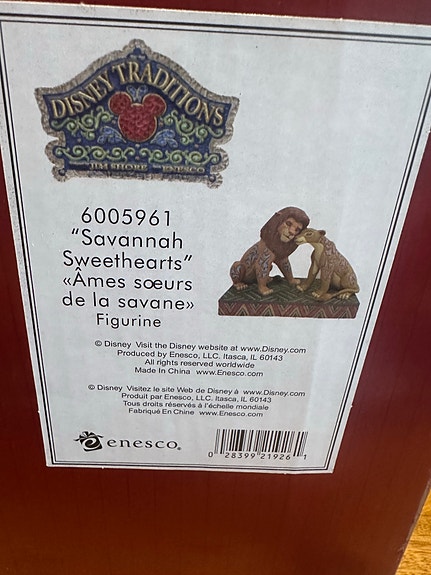 DISNEY TRADITIONS
JIM SHORE ENESCO
6005961
"Savannah
Sweethearts"
«Âmes sœurs
de la savane»
Figurine
© Disney Visit the Disney website at www.Disney.com
Produced by Enesco, LLC. Itasca, IL 60143
All rights reserved worldwide
Made In China www.Enesco.com
© Disney Visitez le site Web de Disney à www.Disney.com
Produit par Enesco, LLC. Itasca, IL 60143
Tous droits réservés à l'échelle mondiale
Fabriqué En Chine www.Enesco.com
enesco.
0 28399 21926 1